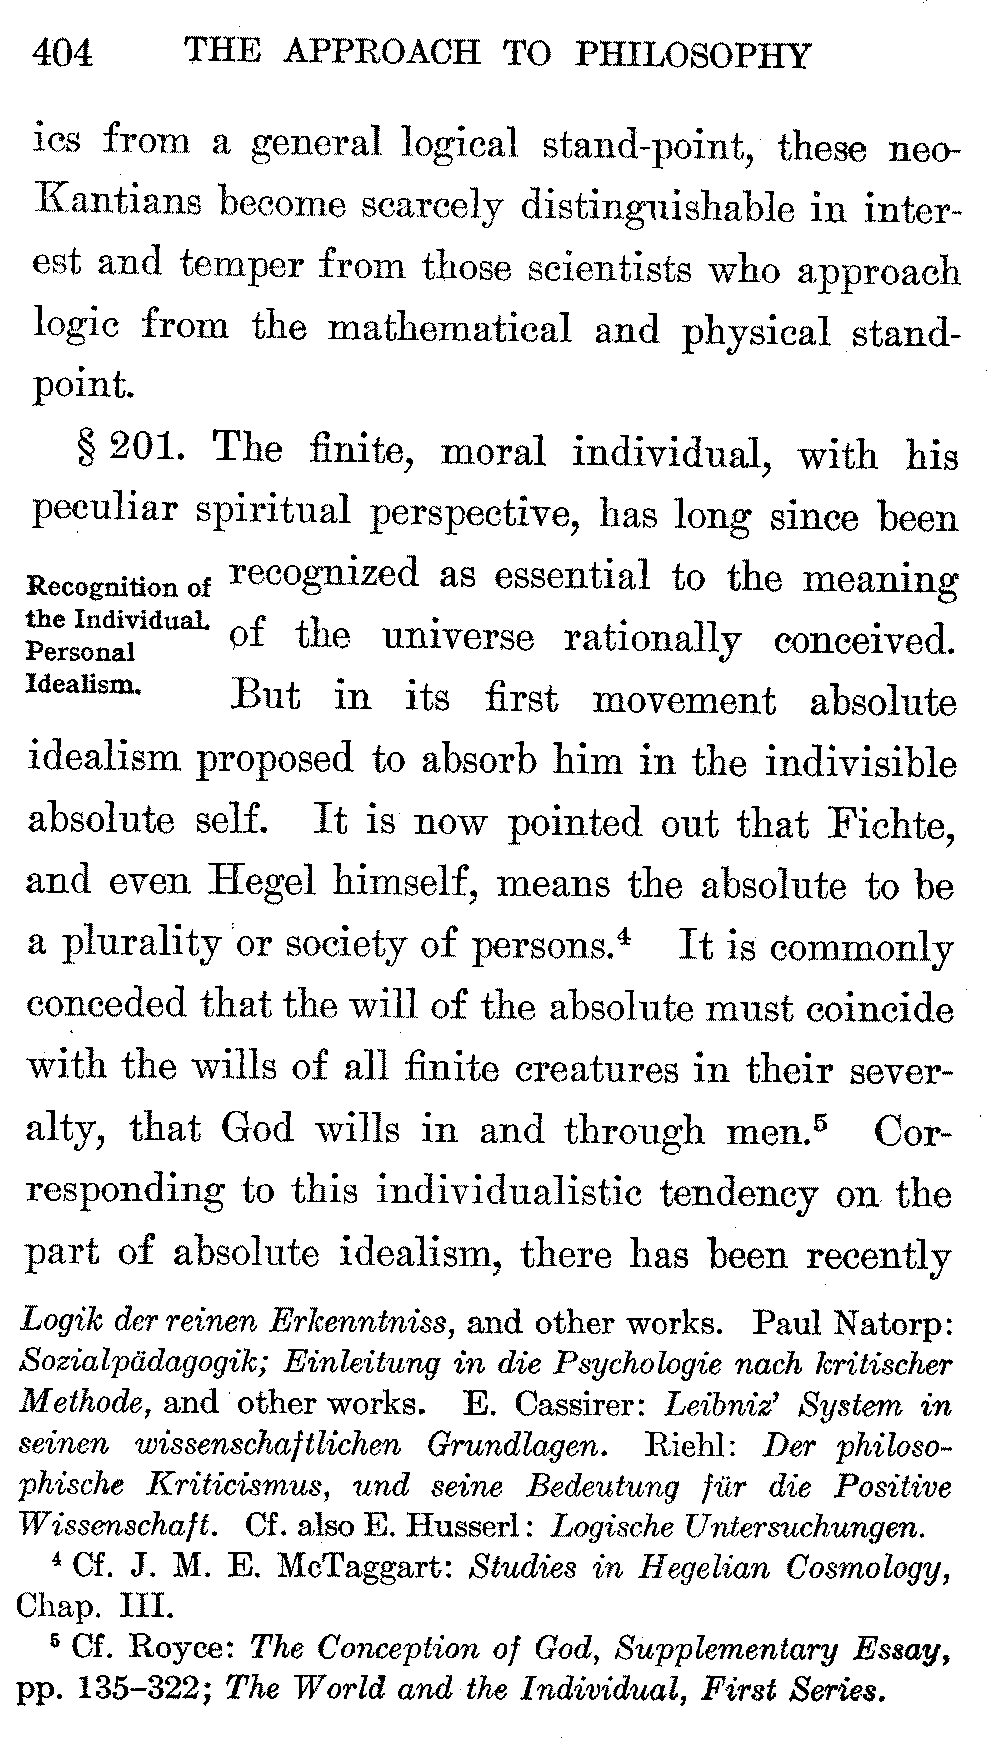 404 THE APPROACH TO PHILOSOPHY
ics from a general logical stand-point, these neo-
Kantians become scarcely distinguishable in inter-
est and temper from those scientists who approach
logic from the mathematical and physical stand-
point.
§ 201. The finite, moral individual, with his
peculiar spiritual perspective, has long since been
Recognition of
the Individual.
Personal
Idealism.
recognized as essential to the meaning
of the universe rationally conceived.
But in its first movement absolute
idealism proposed to absorb him in the indivisible
absolute self. It is now pointed out that Fichte,
and even Hegel himself, means the absolute to be
a plurality or society of persons.⁴ It is commonly
conceded that the will of the absolute must coincide
with the wills of all finite creatures in their sever-
alty, that God wills in and through men.⁵ Cor-
responding to this individualistic tendency on the
part of absolute idealism, there has been recently
Logik der reinen Erkenntniss, and other works. Paul Natorp:
Sozialpädagogik; Einleitung in die Psychologie nach kritischer
Methode, and other works. E. Cassirer: Leibniz' System in
seinen wissenschaftlichen Grundlagen. Riehl: Der philoso-
phische Kriticismus, und seine Bedeutung für die Positive
Wissenschaft. Cf. also E. Husserl: Logische Untersuchungen.
⁴ Cf. J. M. E. McTaggart: Studies in Hegelian Cosmology,
Chap. III.
⁵ Cf. Royce: The Conception of God, Supplementary Essay,
pp. 135–322; The World and the Individual, First Series.